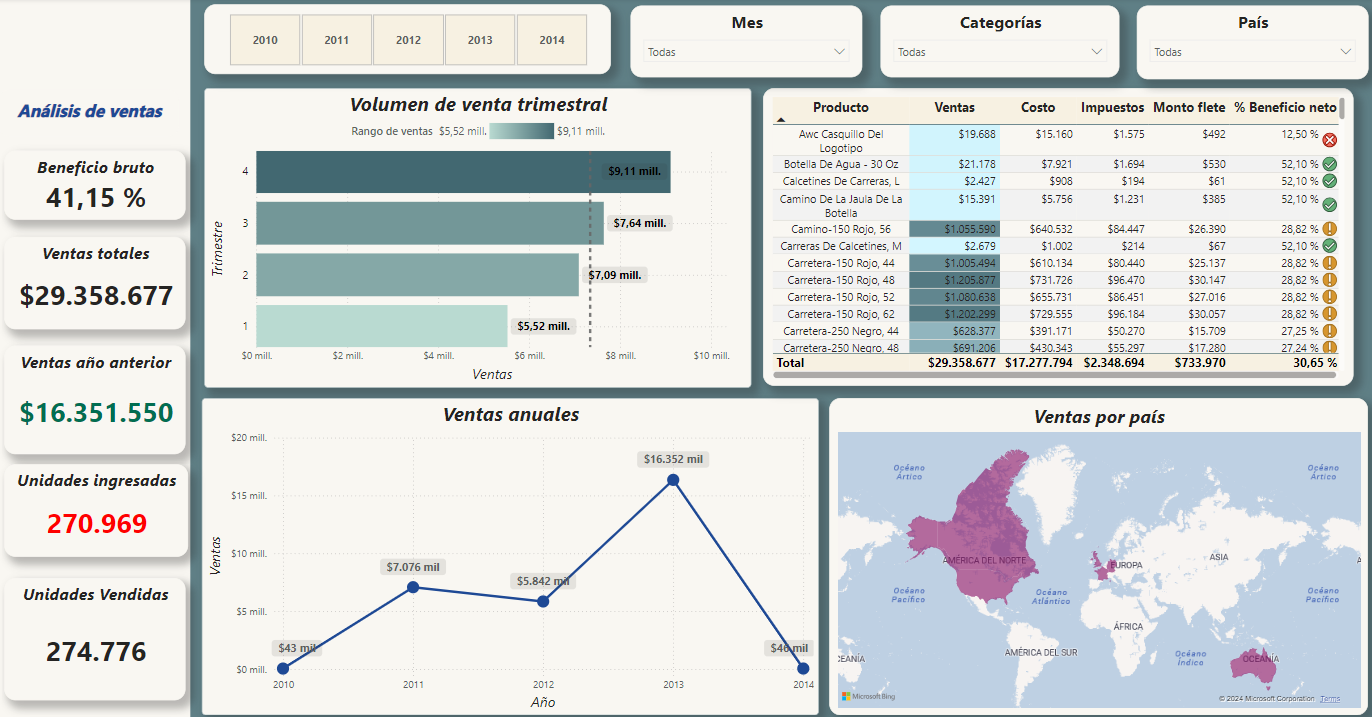 2010 2011 2012 2013 2014
Mes
Todas
Categorías
Todas
País
Todas
Análisis de ventas
Beneficio bruto
41,15 %
Ventas totales
$29.358.677
Ventas año anterior
$16.351.550
Unidades ingresadas
270.969
Unidades Vendidas
274.776
Volumen de venta trimestral
Rango de ventas $5,52 mill. $9,11 mill.
Trimestre
4 $9,11 mill.
3 $7,64 mill.
2 $7,09 mill.
1 $5,52 mill.
$0 mill. $2 mill. $4 mill. $6 mill. $8 mill. $10 mill.
Ventas
Producto Ventas Costo Impuestos Monto flete % Beneficio neto
Awc Casquillo Del
Logotipo $19.688 $15.160 $1.575 $492 12,50 %
Botella De Agua - 30 Oz $21.178 $7.921 $1.694 $530 52,10 %
Calcetines De Carreras, L $2.427 $908 $194 $61 52,10 %
Camino De La Jaula De La
Botella $15.391 $5.756 $1.231 $385 52,10 %
Camino-150 Rojo, 56 $1.055.590 $640.532 $84.447 $26.390 28,82 %
Carreras De Calcetines, M $2.679 $1.002 $214 $67 52,10 %
Carretera-150 Rojo, 44 $1.005.494 $610.134 $80.440 $25.137 28,82 %
Carretera-150 Rojo, 48 $1.205.877 $731.726 $96.470 $30.147 28,82 %
Carretera-150 Rojo, 52 $1.080.638 $655.731 $86.451 $27.016 28,82 %
Carretera-150 Rojo, 62 $1.202.299 $729.555 $96.184 $30.057 28,82 %
Carretera-250 Negro, 44 $628.377 $391.171 $50.270 $15.709 27,25 %
Carretera-250 Negro, 48 $691.206 $430.343 $55.297 $17.280 27,24 %
Total $29.358.677 $17.277.794 $2.348.694 $733.970 30,65 %
Ventas anuales
Ventas
$20 mill.
$15 mill.
$10 mill.
$5 mill.
$0 mill.
$43 mil
$7.076 mil
$5.842 mil
$16.352 mil
$46 mil
2010 2011 2012 2013 2014
Año
Ventas por país
Océano
Ártico
Océano
Ártico
AMÉRICA DEL NORTE
EUROPA
ASIA
Océano
Pacífico
Océano
Atlántico
Océano
Pacífico
ÁFRICA
AMÉRICA DEL SUR
Océano
Índico
OCEANÍA
EANÍA
A
Microsoft Bing
© 2024 Microsoft Corporation Terms